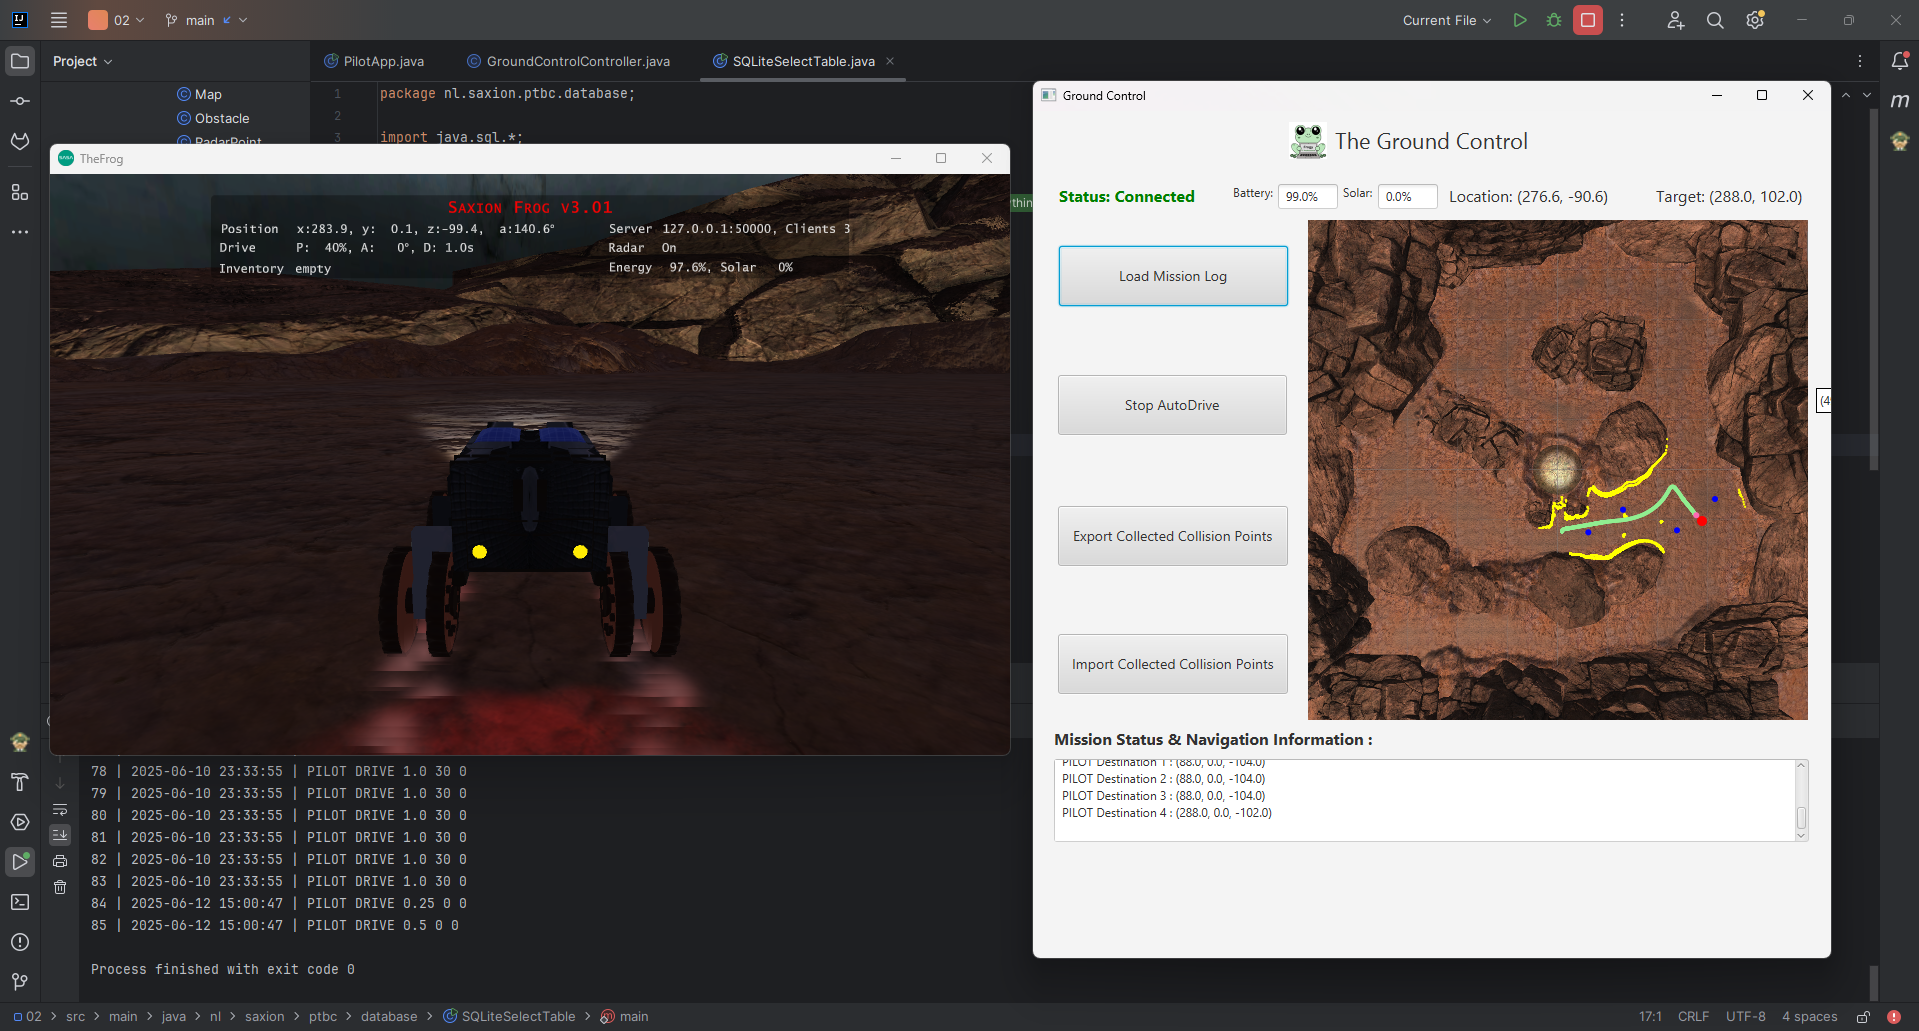 02
main
Current File
Project
PilotApp.java
GroundControlController.java
SQLiteSelectTable.java
Map
Obstacle
RadarPoint
1 package nl.saxion.ptbc.database;
2
3 import java.sql.*;
TheFrog
SAXION FROG v3.01
Position x:283.9, y: 0.1, z:-99.4, a:140.6° Server 127.0.0.1:50000, Clients 3
Drive P: 40%, A: 0°, D: 1.0s Radar On
Inventory empty Energy 97.6%, Solar 0%
Ground Control
The Ground Control
Status: Connected
Battery: 99.0% Solar: 0.0% Location: (276.6, -90.6) Target: (288.0, 102.0)
Load Mission Log
Stop AutoDrive
Export Collected Collision Points
Import Collected Collision Points
Mission Status & Navigation Information :
PILOT Destination 1 : (88.0, 0.0, -104.0)
PILOT Destination 2 : (88.0, 0.0, -104.0)
PILOT Destination 3 : (88.0, 0.0, -104.0)
PILOT Destination 4 : (288.0, 0.0, -102.0)
78 | 2025-06-10 23:33:55 | PILOT DRIVE 1.0 30 0
79 | 2025-06-10 23:33:55 | PILOT DRIVE 1.0 30 0
80 | 2025-06-10 23:33:55 | PILOT DRIVE 1.0 30 0
81 | 2025-06-10 23:33:55 | PILOT DRIVE 1.0 30 0
82 | 2025-06-10 23:33:55 | PILOT DRIVE 1.0 30 0
83 | 2025-06-10 23:33:55 | PILOT DRIVE 1.0 30 0
84 | 2025-06-12 15:00:47 | PILOT DRIVE 0.25 0 0
85 | 2025-06-12 15:00:47 | PILOT DRIVE 0.5 0 0
Process finished with exit code 0
02 > src > main > java > nl > saxion > ptbc > database > SQLiteSelectTable > main
17:1 CRLF UTF-8 4 spaces